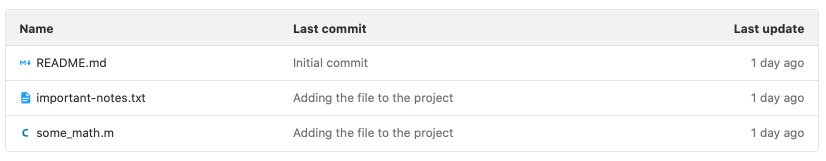 Name Last commit Last update
README.md Initial commit 1 day ago
important-notes.txt Adding the file to the project 1 day ago
C some_math.m Adding the file to the project 1 day ago